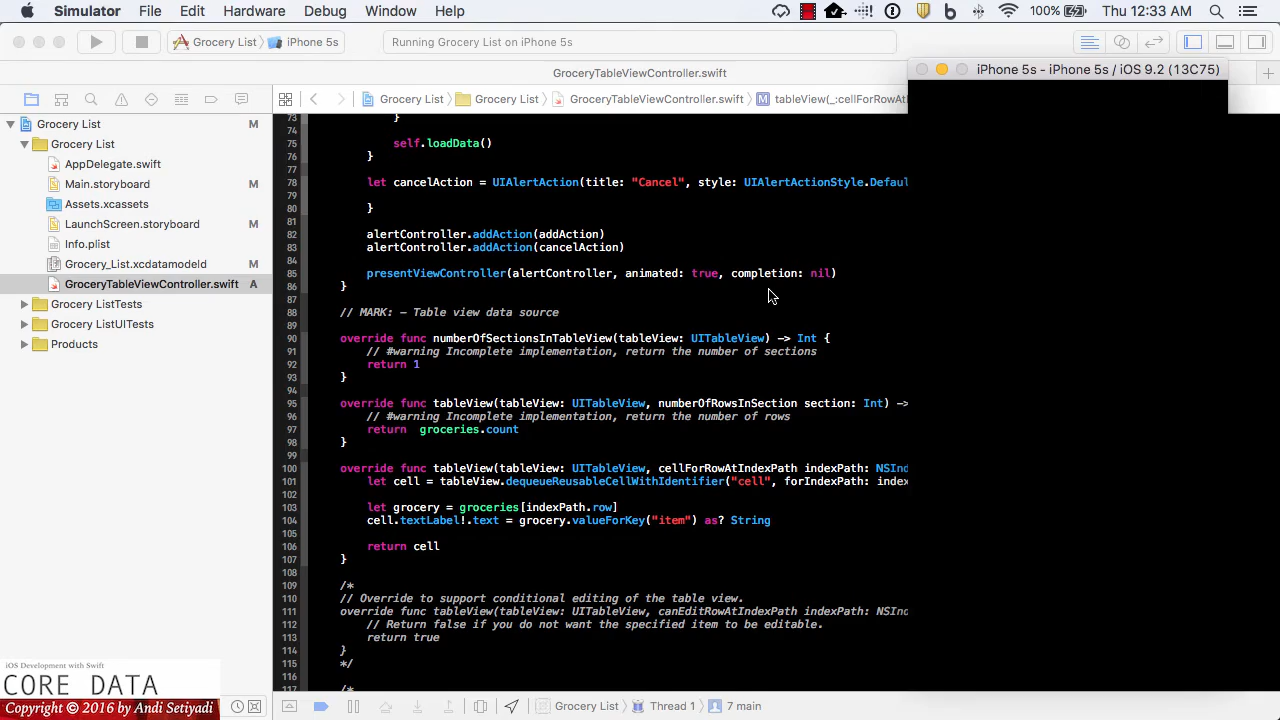 Simulator File Edit Hardware Debug Window Help 100% Thu 12:33 AM
Grocery List iPhone 5s Running Grocery List on iPhone 5s
GroceryTableViewController.swift
iPhone 5s - iPhone 5s / iOS 9.2 (13C75)
Grocery List Grocery List GroceryTableViewController.swift M tableView(_:cellForRowAtI
Grocery List M
Grocery List
AppDelegate.swift
Main.storyboard M
Assets.xcassets
LaunchScreen.storyboard M
Info.plist
Grocery_List.xcdatamodeld M
GroceryTableViewController.swift A
Grocery ListTests
Grocery ListUITests
Products
73 }
74
75 self.loadData()
76 }
77
78 let cancelAction = UIAlertAction(title: "Cancel", style: UIAlertActionStyle.Defaul
79
80 }
81
82 alertController.addAction(addAction)
83 alertController.addAction(cancelAction)
84
85 presentViewController(alertController, animated: true, completion: nil)
86 }
87
88 // MARK: - Table view data source
89
90 override func numberOfSectionsInTableView(tableView: UITableView) -> Int {
91 // #warning Incomplete implementation, return the number of sections
92 return 1
93 }
94
95 override func tableView(tableView: UITableView, numberOfRowsInSection section: Int) ->
96 // #warning Incomplete implementation, return the number of rows
97 return groceries.count
98 }
99
100 override func tableView(tableView: UITableView, cellForRowAtIndexPath indexPath: NSInd
101 let cell = tableView.dequeueReusableCellWithIdentifier("cell", forIndexPath: index
102
103 let grocery = groceries[indexPath.row]
104 cell.textLabel!.text = grocery.valueForKey("item") as? String
105
106 return cell
107 }
108
109 /*
110 // Override to support conditional editing of the table view.
111 override func tableView(tableView: UITableView, canEditRowAtIndexPath indexPath: NSInd
112 // Return false if you do not want the specified item to be editable.
113 return true
114 }
115 */
116
117 /*
iOS Development with Swift
CORE DATA
Copyright © 2016 by Andi Setiyadi
Grocery List Thread 1 7 main